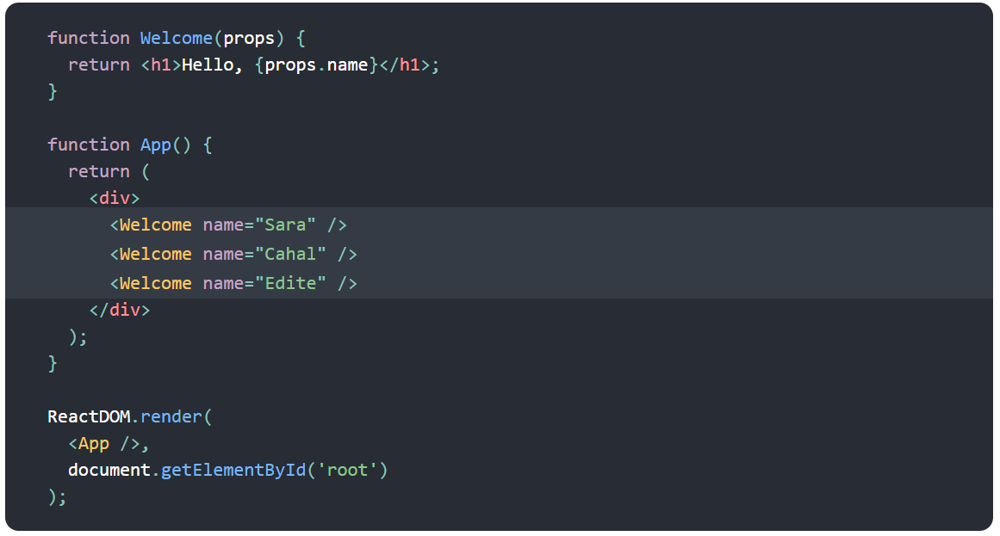 function Welcome(props) {
  return <h1>Hello, {props.name}</h1>;
}

function App() {
  return (
    <div>
      <Welcome name="Sara" />
      <Welcome name="Cahal" />
      <Welcome name="Edite" />
    </div>
  );
}

ReactDOM.render(
  <App />,
  document.getElementById('root')
);